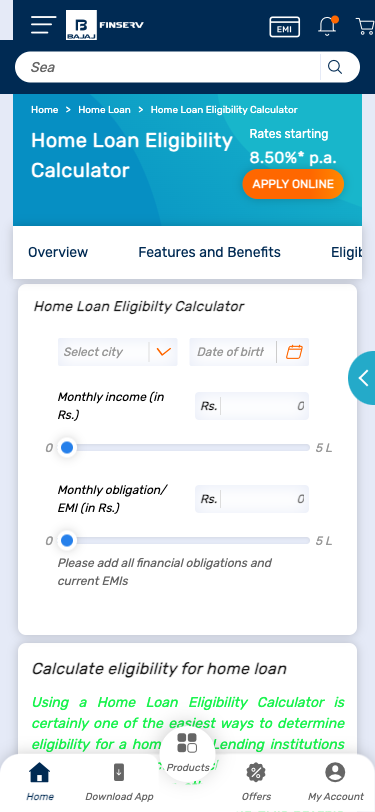 BAJAJ FINSERV
EMI
Sea
Home > Home Loan > Home Loan Eligibility Calculator
Home Loan Eligibility
Calculator
Rates starting
8.50%* p.a.
APPLY ONLINE
Overview Features and Benefits Eligib
Home Loan Eligibilty Calculator
Select city Date of birth
Monthly income (in
Rs.)
Rs. 0
0 5 L
Monthly obligation/
EMI (in Rs.)
Rs. 0
0 5 L
Please add all financial obligations and
current EMIs
Calculate eligibility for home loan
Using a Home Loan Eligibility Calculator is
certainly one of the easiest ways to determine
eligibility for a hom Lending institutions
Home Download App Products Offers My Account